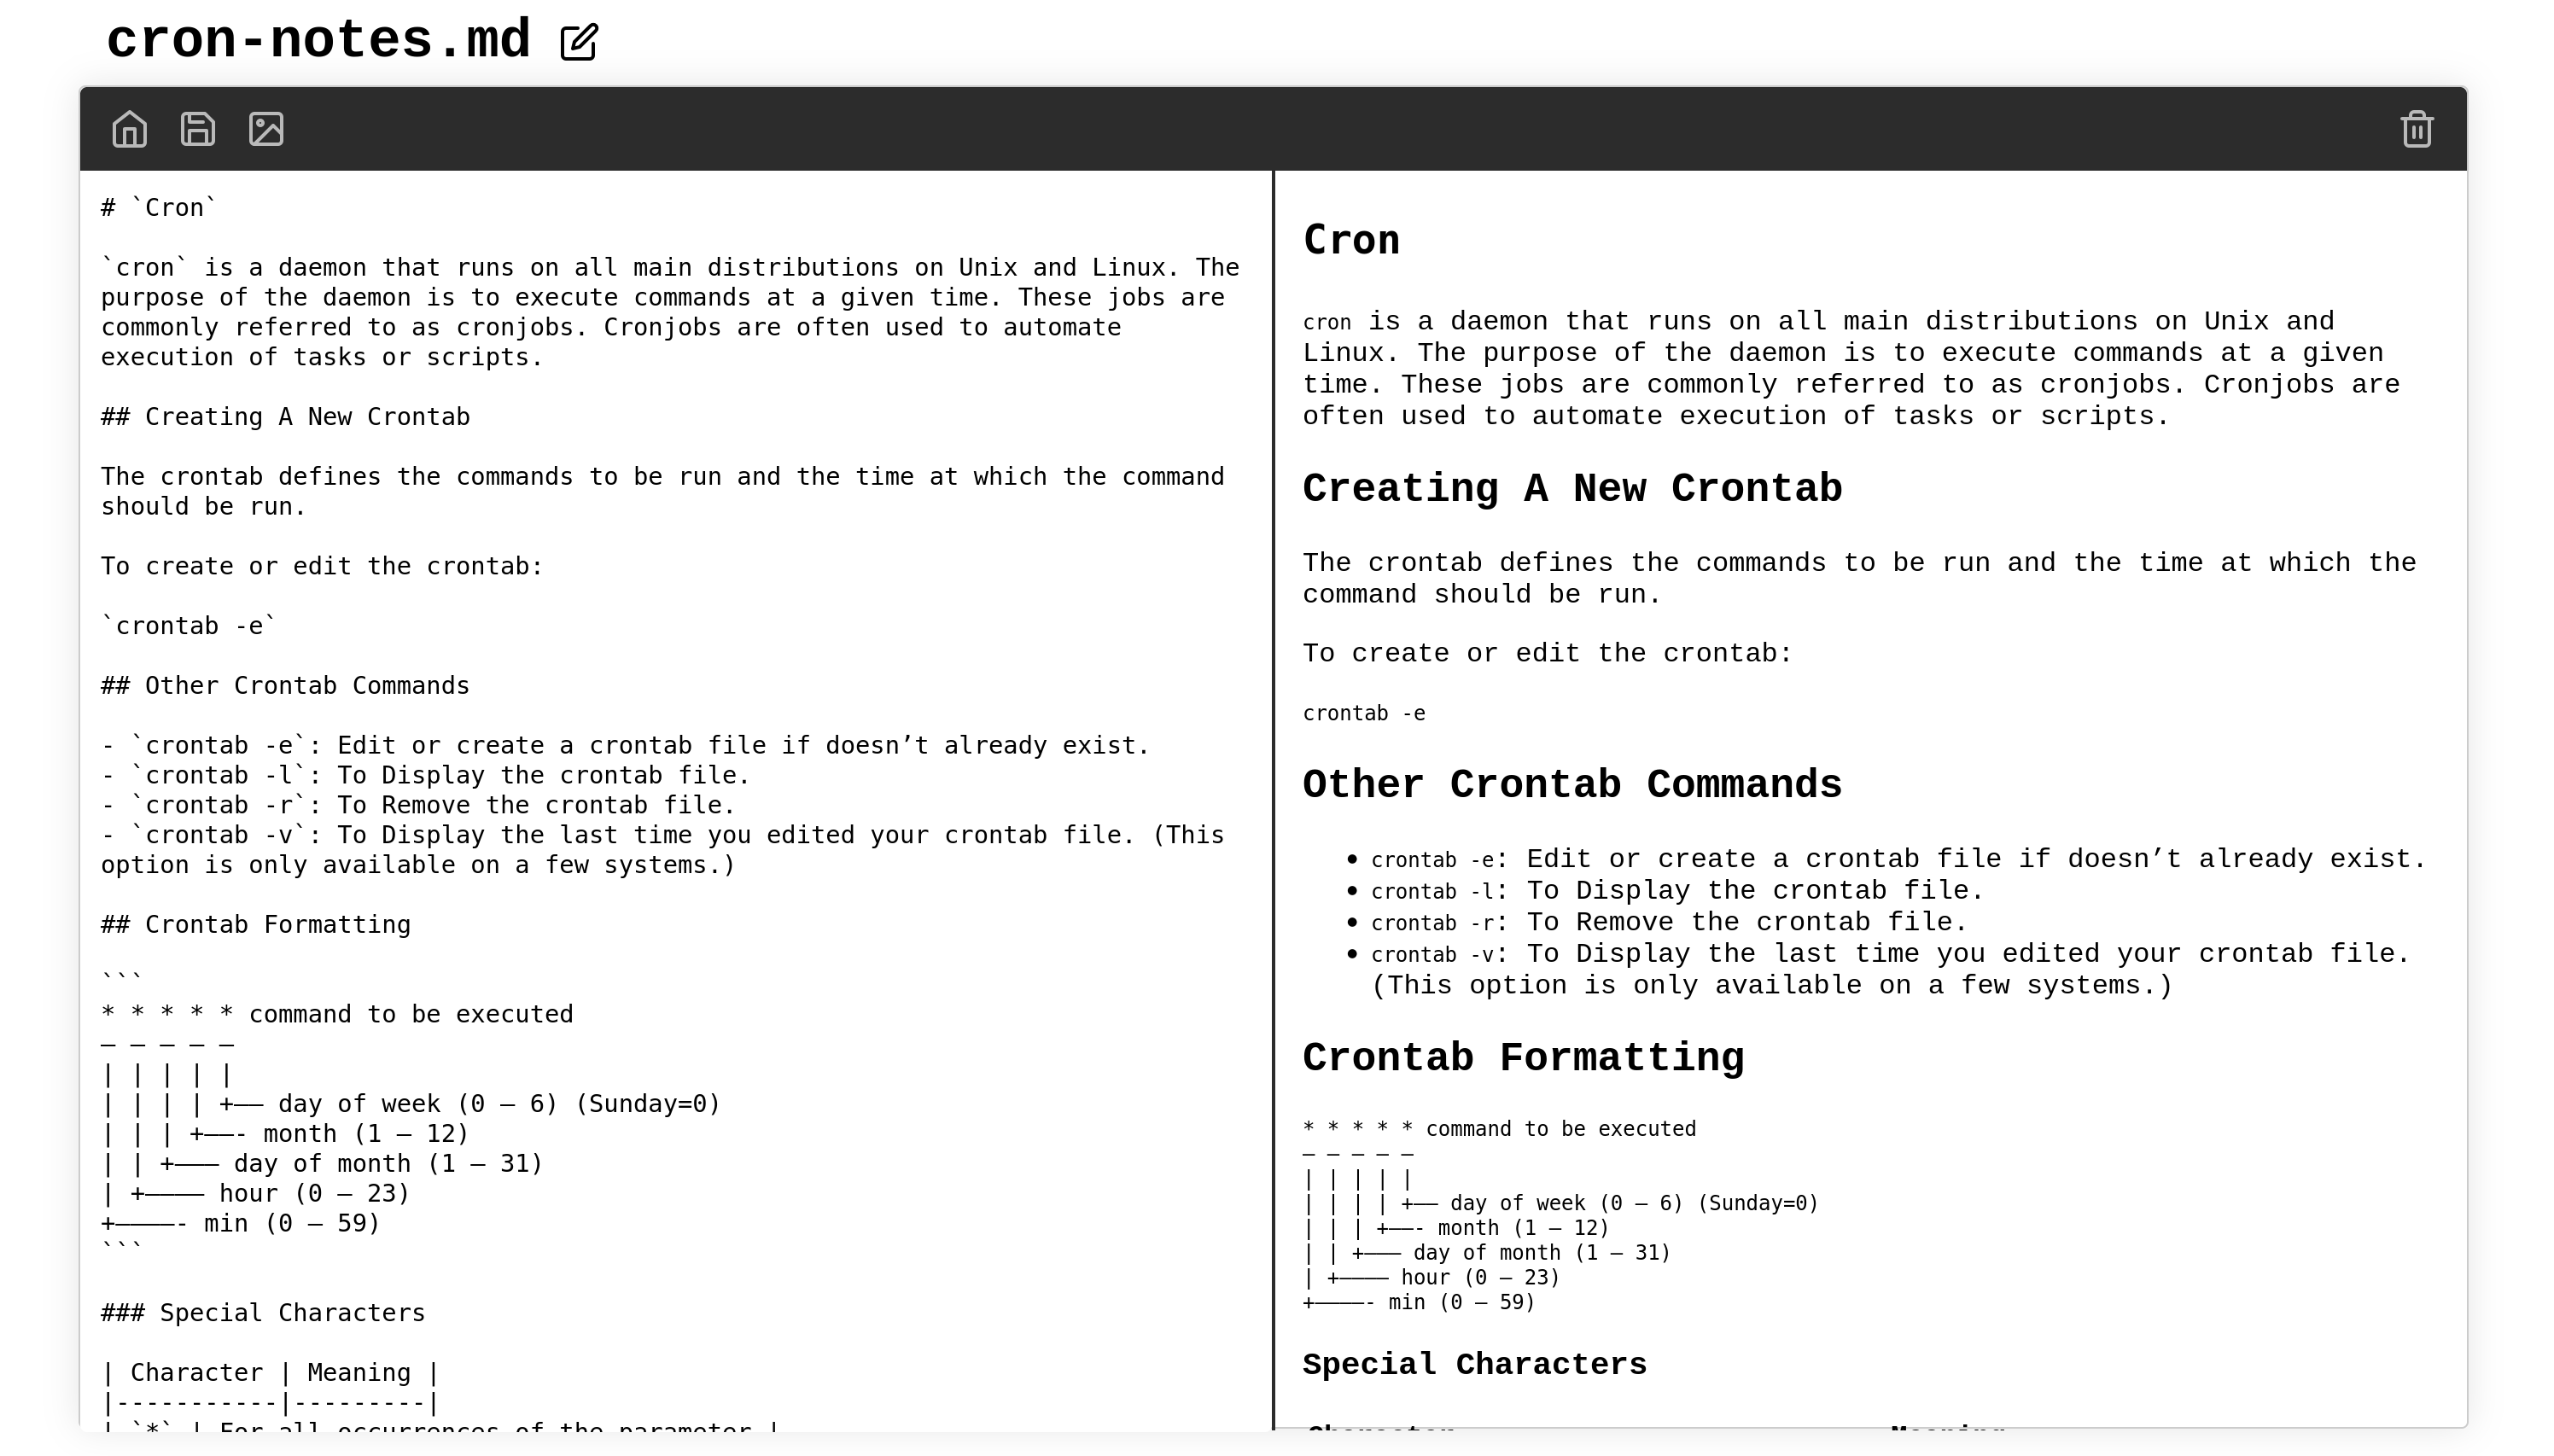 cron-notes.md
# `Cron`
`cron` is a daemon that runs on all main distributions on Unix and Linux. The
purpose of the daemon is to execute commands at a given time. These jobs are
commonly referred to as cronjobs. Cronjobs are often used to automate
execution of tasks or scripts.
## Creating A New Crontab
The crontab defines the commands to be run and the time at which the command
should be run.
To create or edit the crontab:
`crontab -e`
## Other Crontab Commands
- `crontab -e`: Edit or create a crontab file if doesn’t already exist.
- `crontab -l`: To Display the crontab file.
- `crontab -r`: To Remove the crontab file.
- `crontab -v`: To Display the last time you edited your crontab file. (This
option is only available on a few systems.)
## Crontab Formatting
```
* * * * * command to be executed
– – – – –
| | | | |
| | | | +—– day of week (0 – 6) (Sunday=0)
| | | +——- month (1 – 12)
| | +——— day of month (1 – 31)
| +———– hour (0 – 23)
+————- min (0 – 59)
```
### Special Characters
| Character | Meaning |
|-----------|---------|
| `*` | For all occurrences of the parameter |
Cron
cron is a daemon that runs on all main distributions on Unix and
Linux. The purpose of the daemon is to execute commands at a given
time. These jobs are commonly referred to as cronjobs. Cronjobs are
often used to automate execution of tasks or scripts.
Creating A New Crontab
The crontab defines the commands to be run and the time at which the
command should be run.
To create or edit the crontab:
crontab -e
Other Crontab Commands
• crontab -e: Edit or create a crontab file if doesn’t already exist.
• crontab -l: To Display the crontab file.
• crontab -r: To Remove the crontab file.
• crontab -v: To Display the last time you edited your crontab file.
(This option is only available on a few systems.)
Crontab Formatting
* * * * * command to be executed
– – – – –
| | | | |
| | | | +—– day of week (0 – 6) (Sunday=0)
| | | +——- month (1 – 12)
| | +——— day of month (1 – 31)
| +———– hour (0 – 23)
+————- min (0 – 59)
Special Characters
Character Meaning